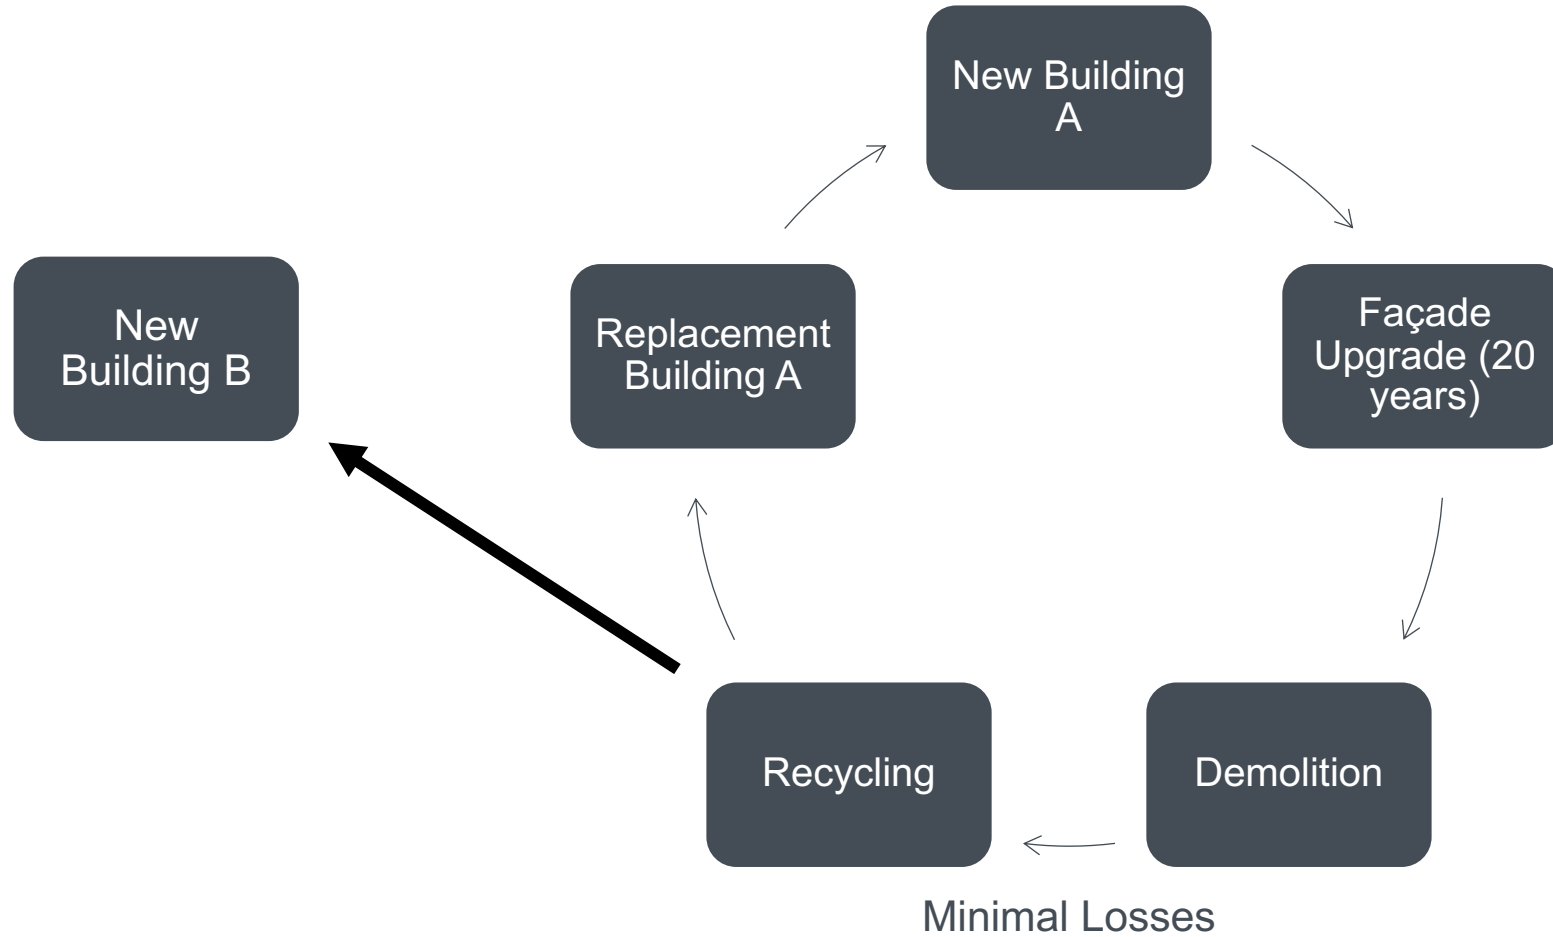 New Building
A
New
Building B
Replacement
Building A
Façade
Upgrade (20
years)
Recycling
Demolition
Minimal Losses